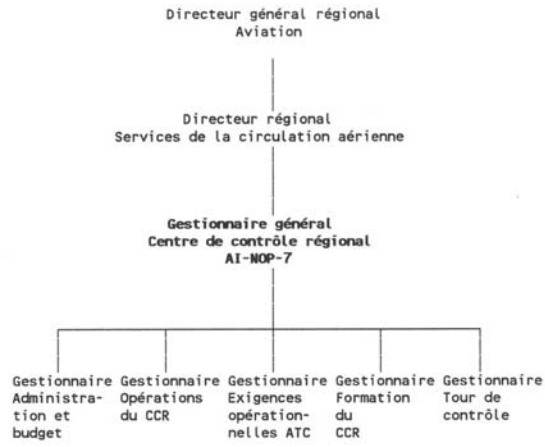 Directeur général régional
Aviation
Directeur régional
Services de la circulation aérienne
Gestionnaire général
Centre de contrôle régional
AI-NOP-7
Gestionnaire Gestionnaire Gestionnaire Gestionnaire Gestionnaire
Administra- Opérations Exigences Formation Tour de
tion et du CCR opération- du contrôle
budget nelles ATC CCR